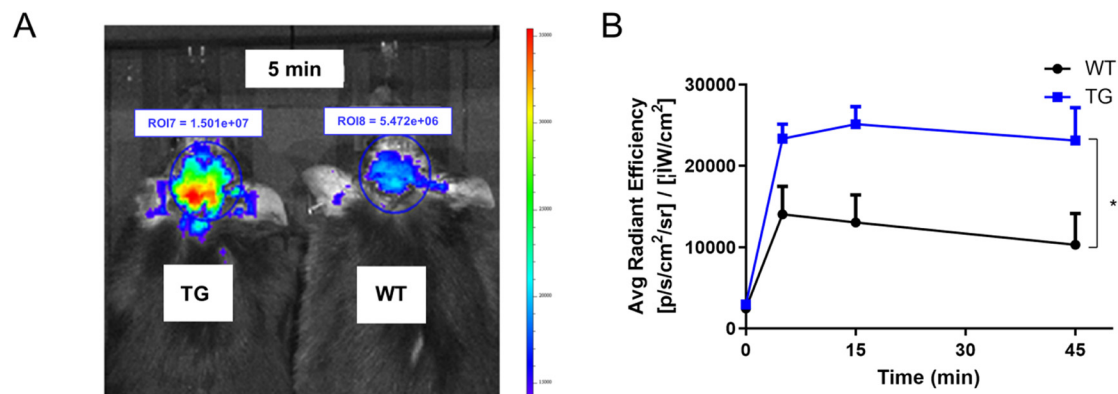 A
5 min
ROI7 = 1.501e+07
ROI8 = 5.472e+06
TG
WT
B
WT
TG
Avg Radiant Efficiency
[p/s/cm²/sr] / [¡ÌW/cm²]
30000
20000
10000
0
*
0
15
30
45
Time (min)